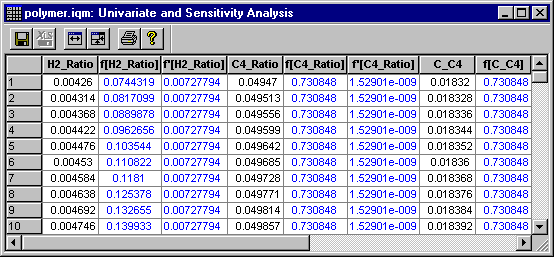 polymer.iqm: Univariate and Sensitivity Analysis
XLS
H2_Ratio f[H2_Ratio] f'[H2_Ratio] C4_Ratio f[C4_Ratio] f'[C4_Ratio] C_C4 f[C_C4]
1 0.00426 0.0744319 0.00727794 0.04947 0.730848 1.52901e-009 0.01832 0.730848
2 0.004314 0.0817099 0.00727794 0.049513 0.730848 1.52901e-009 0.018328 0.730848
3 0.004368 0.0889878 0.00727794 0.049556 0.730848 1.52901e-009 0.018336 0.730848
4 0.004422 0.0962656 0.00727794 0.049599 0.730848 1.52901e-009 0.018344 0.730848
5 0.004476 0.103544 0.00727794 0.049642 0.730848 1.52901e-009 0.018352 0.730848
6 0.00453 0.110822 0.00727794 0.049685 0.730848 1.52901e-009 0.01836 0.730848
7 0.004584 0.1181 0.00727794 0.049728 0.730848 1.52901e-009 0.018368 0.730848
8 0.004638 0.125378 0.00727794 0.049771 0.730848 1.52901e-009 0.018376 0.730848
9 0.004692 0.132655 0.00727794 0.049814 0.730848 1.52901e-009 0.018384 0.730848
10 0.004746 0.139933 0.00727794 0.049857 0.730848 1.52901e-009 0.018392 0.730848